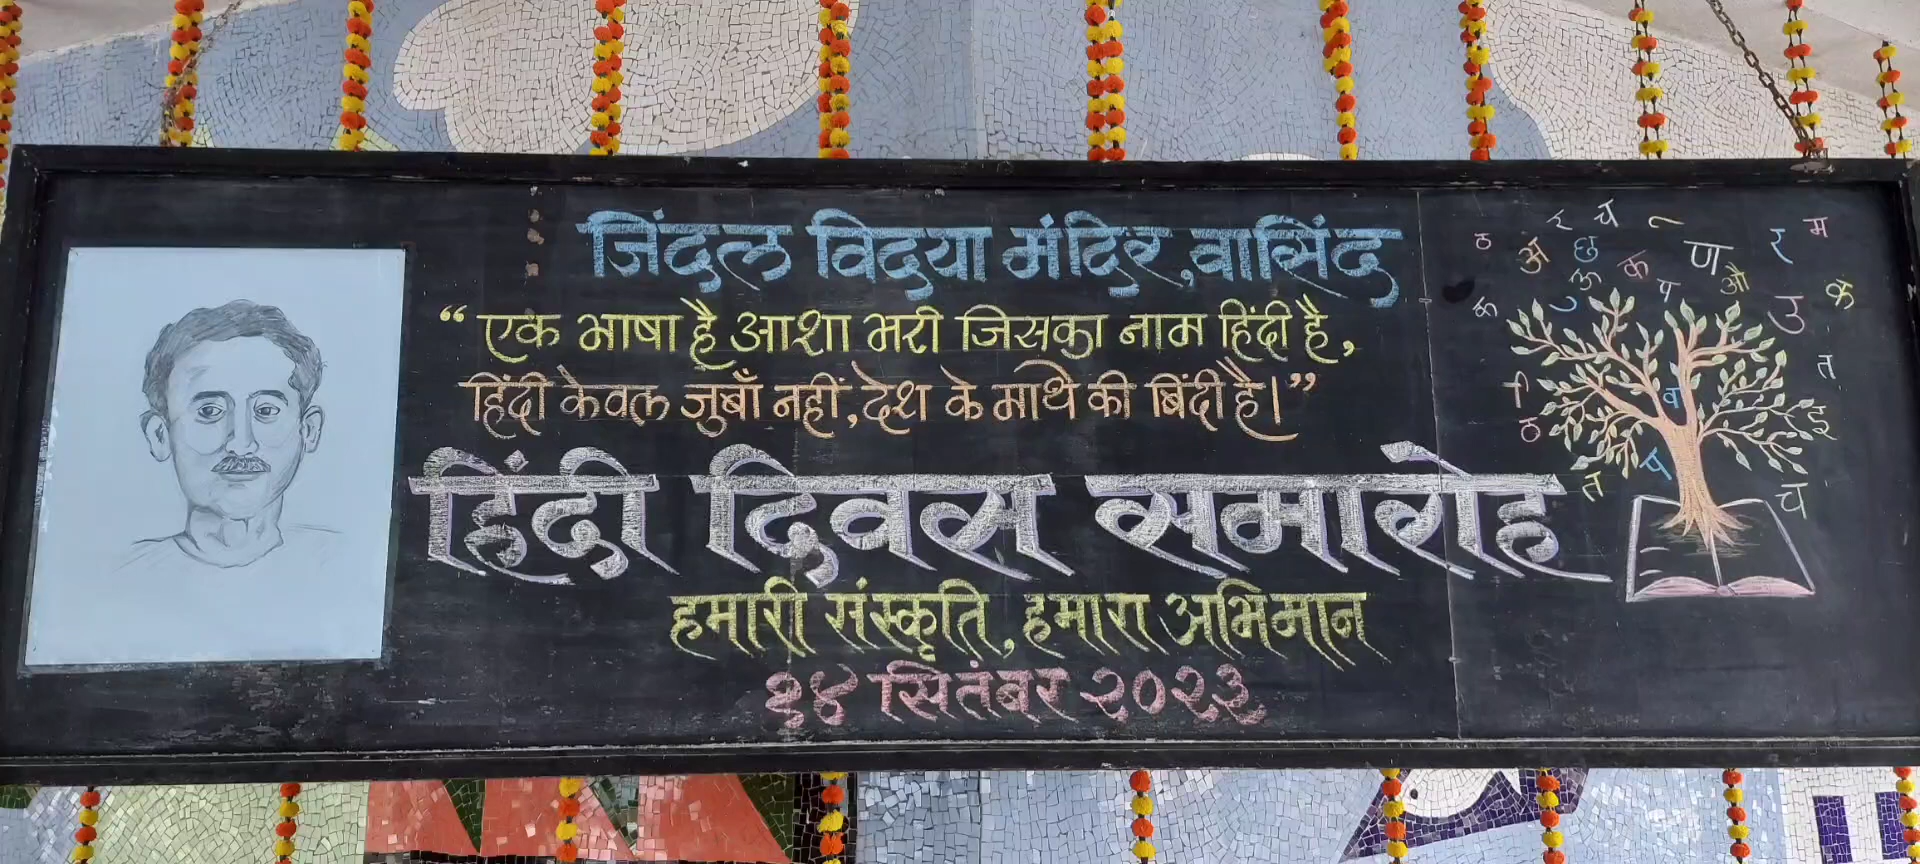 जिंदल विद्या मंदिर, वासिंद
“एक भाषा है आशा भरी जिसका नाम हिंदी है,
हिंदी केवल जुबाँ नहीं, देश के माथे की बिंदी है।”
हिंदी दिवस समारोह
हमारी संस्कृति, हमारा अभिमान
१४ सितंबर २०२३